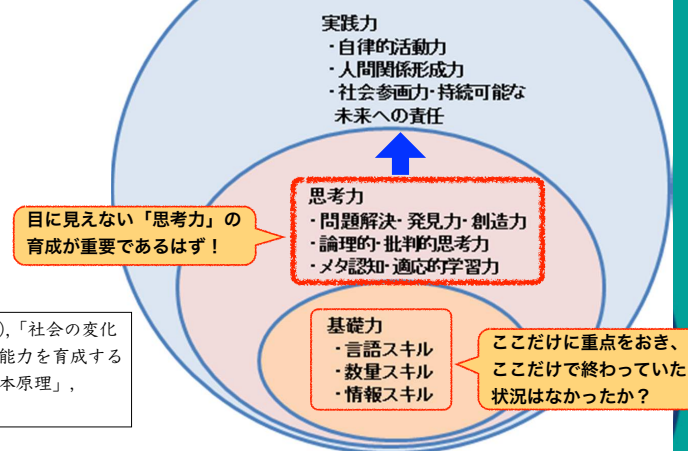 実践力
・自律的活動力
・人間関係形成力
・社会参画力・持続可能な
未来への責任
思考力
・問題解決・発見力・創造力
・論理的・批判的思考力
・メタ認知・適応的学習力
目に見えない「思考力」の
育成が重要であるはず！
基礎力
・言語スキル
・数量スキル
・情報スキル
ここだけに重点をおき、
ここだけで終わっていた
状況はなかったか？
),「社会の変化
能力を育成する
本原理」,